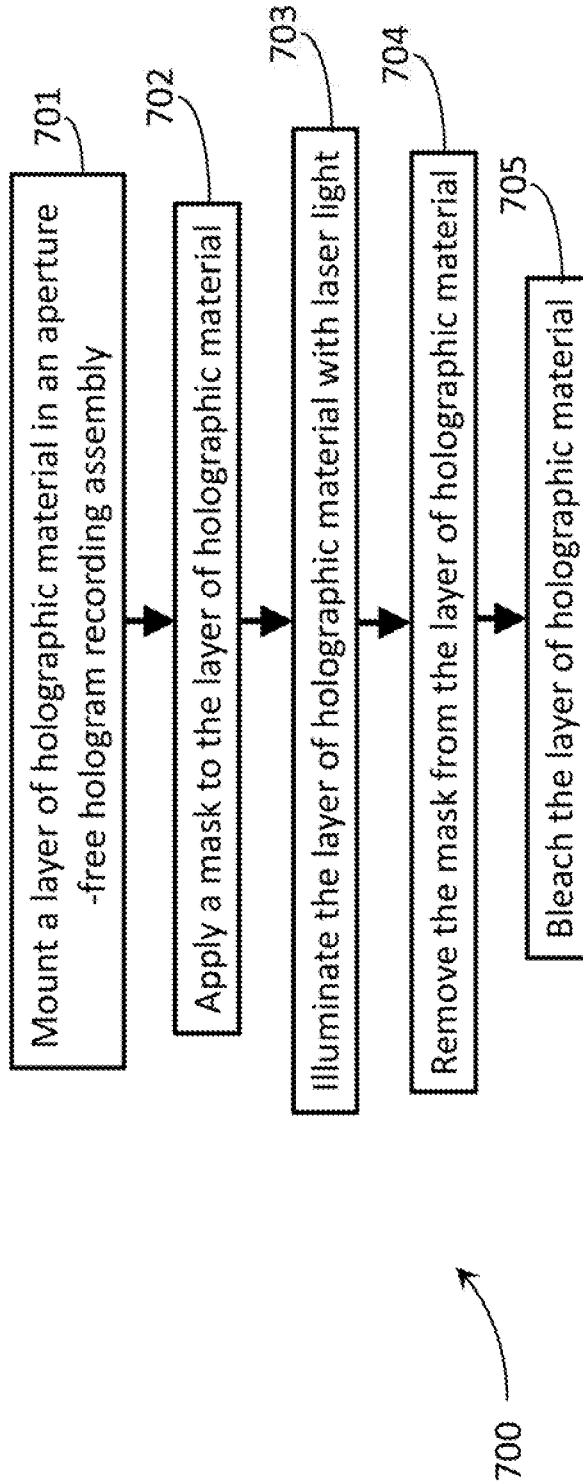 700
701
Mount a layer of holographic material in an aperture
-free hologram recording assembly
702
Apply a mask to the layer of holographic material
703
Illuminate the layer of holographic material with laser light
704
Remove the mask from the layer of holographic material
705
Bleach the layer of holographic material